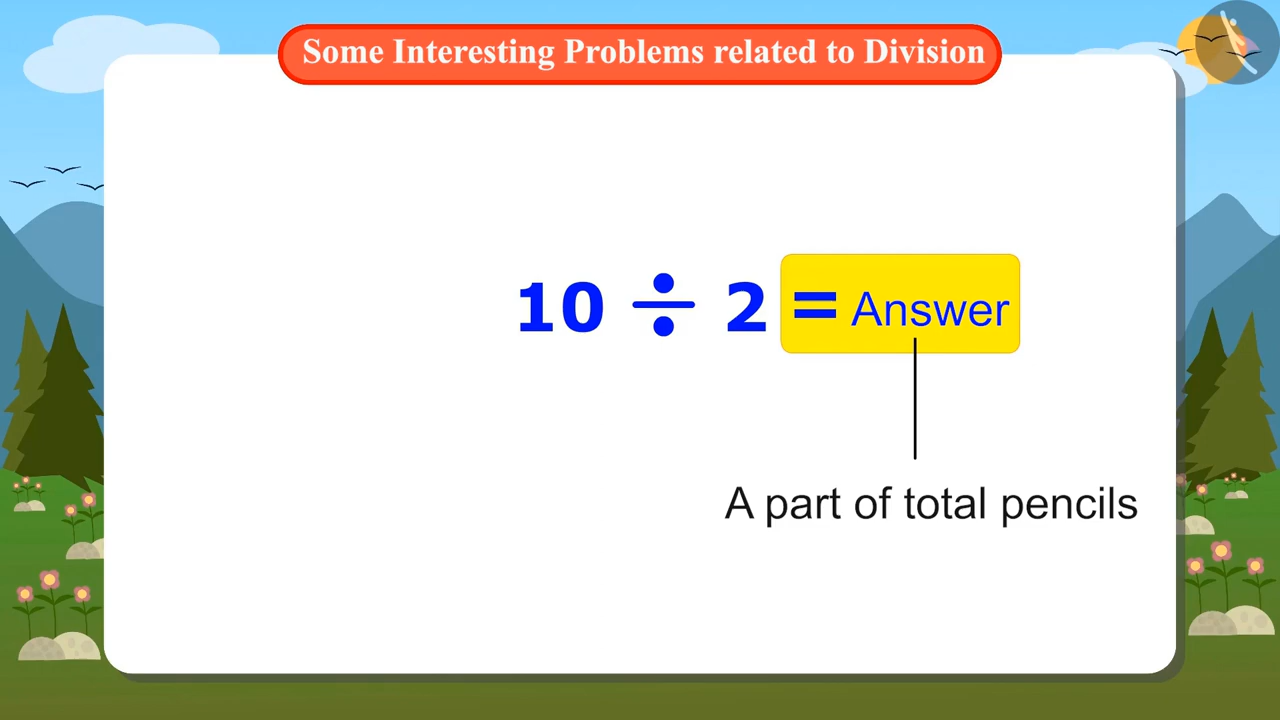 Some Interesting Problems related to Division
10 ÷ 2 = Answer
A part of total pencils